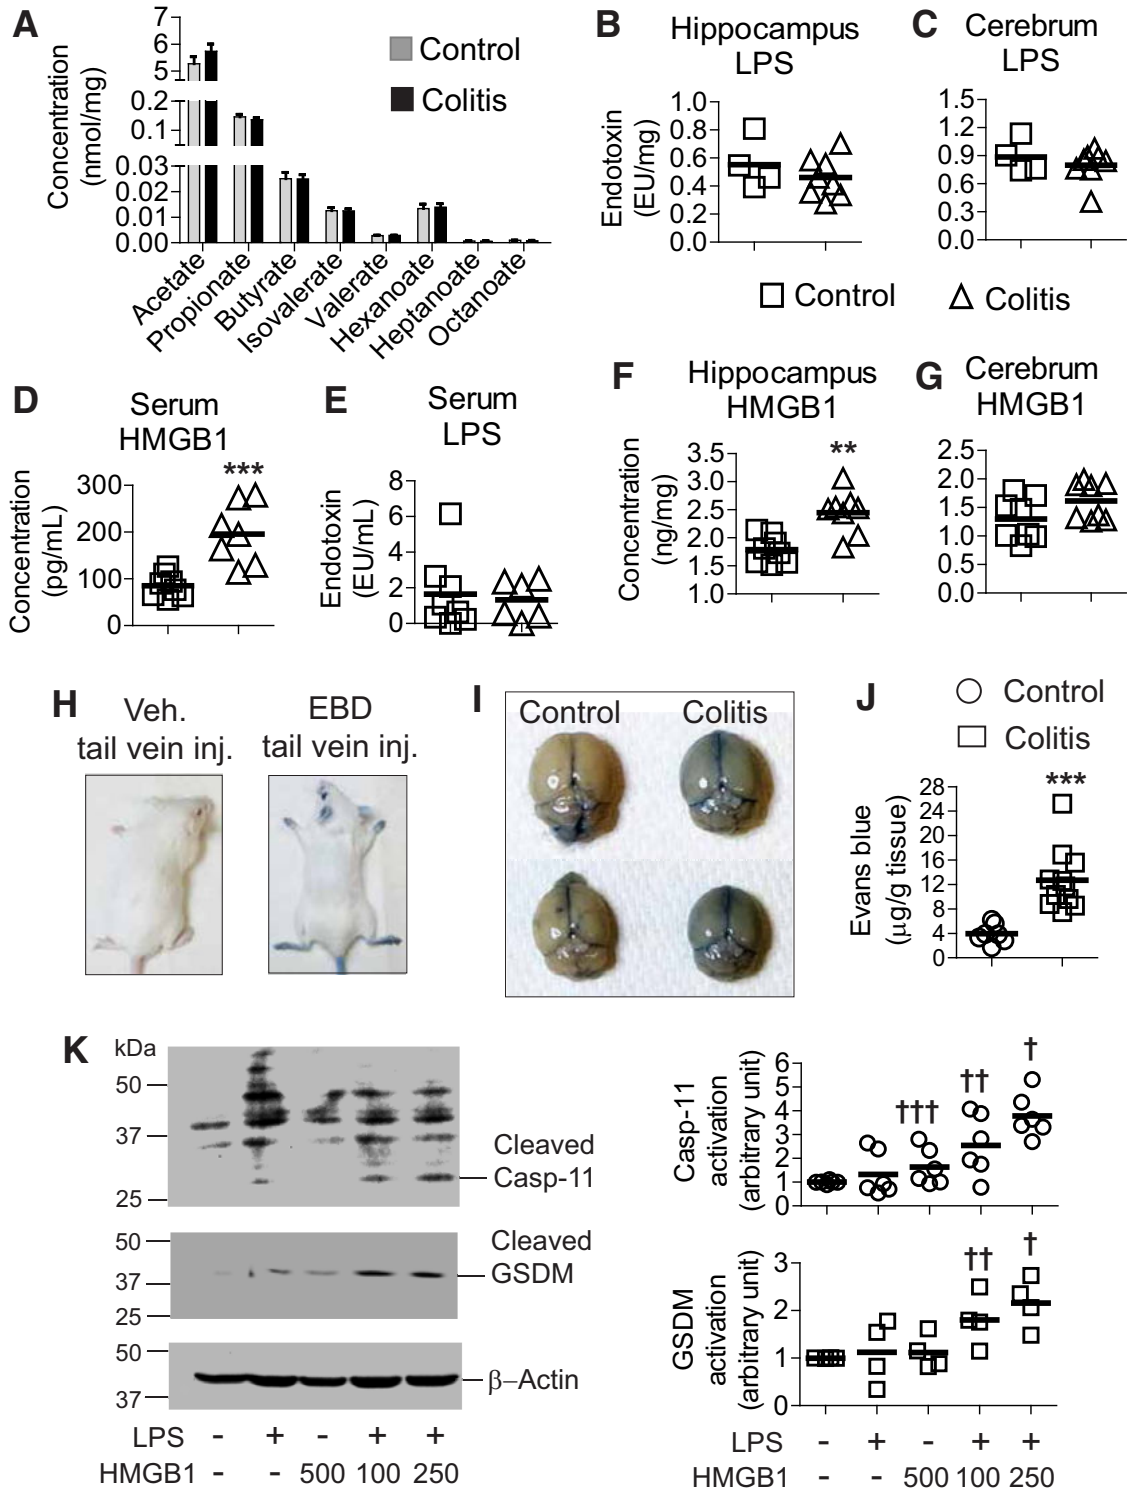 A
Concentration
(nmol/mg)
7
6
5
0.2
0.1
0.03
0.02
0.01
0.00
Control
Colitis
Acetate
Propionate
Butyrate
Isovalerate
Valerate
Hexanoate
Heptanoate
Octanoate
B
Hippocampus
LPS
Endotoxin
(EU/mg)
1.0
0.8
0.6
0.4
0.2
0.0
C
Cerebrum
LPS
1.5
1.2
0.9
0.6
0.3
0.0
Control
Colitis
D
Serum
HMGB1
Concentration
(pg/mL)
300
200
100
0
***
E
Serum
LPS
Endotoxin
(EU/mL)
8
6
4
2
0
F
Hippocampus
HMGB1
Concentration
(ng/mg)
3.5
3.0
2.5
2.0
1.5
1.0
**
G
Cerebrum
HMGB1
2.5
2.0
1.5
1.0
0.5
0.0
H
Veh.
tail vein inj.
EBD
tail vein inj.
I
Control
Colitis
J
Control
Colitis
Evans blue
(µg/g tissue)
28
24
20
16
12
8
4
0
***
K
kDa
50
37
25
Cleaved
Casp-11
50
37
25
Cleaved
GSDM
50
37
β–Actin
LPS - + - + +
HMGB1 - - 500 100 250
Casp-11
activation
(arbitrary unit)
6
5
4
3
2
1
0
†††
††
†
GSDM
activation
(arbitrary unit)
3
2
1
0
††
†
LPS - + - + +
HMGB1 - - 500 100 250